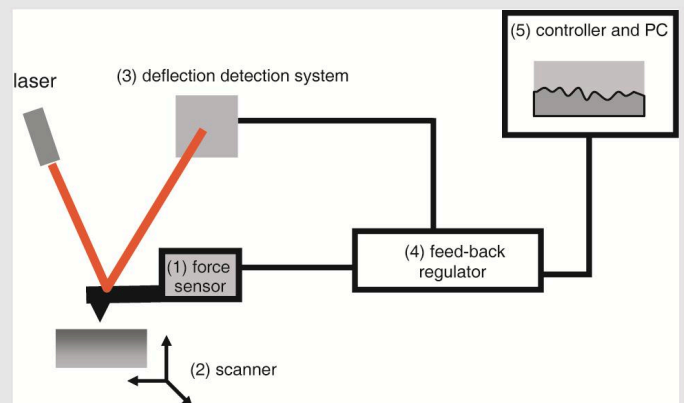 (5) controller and PC
(3) deflection detection system
laser
(4) feed-back
regulator
(1) force
sensor
(2) scanner